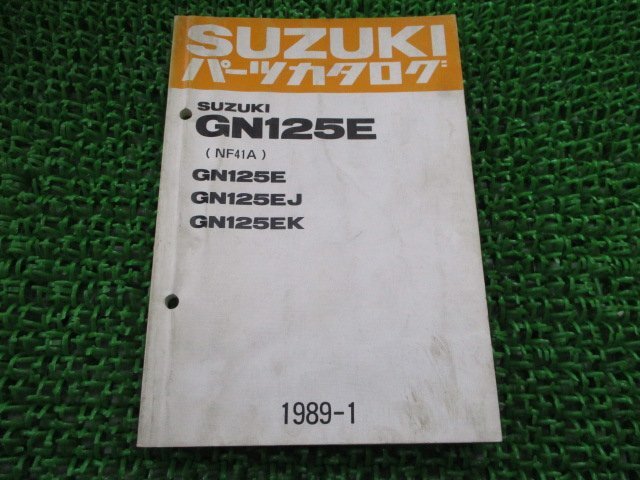 SUZUKI
パーツカタログ
SUZUKI
GN125E
( NF41A )
GN125E
GN125EJ
GN125EK
1989-1